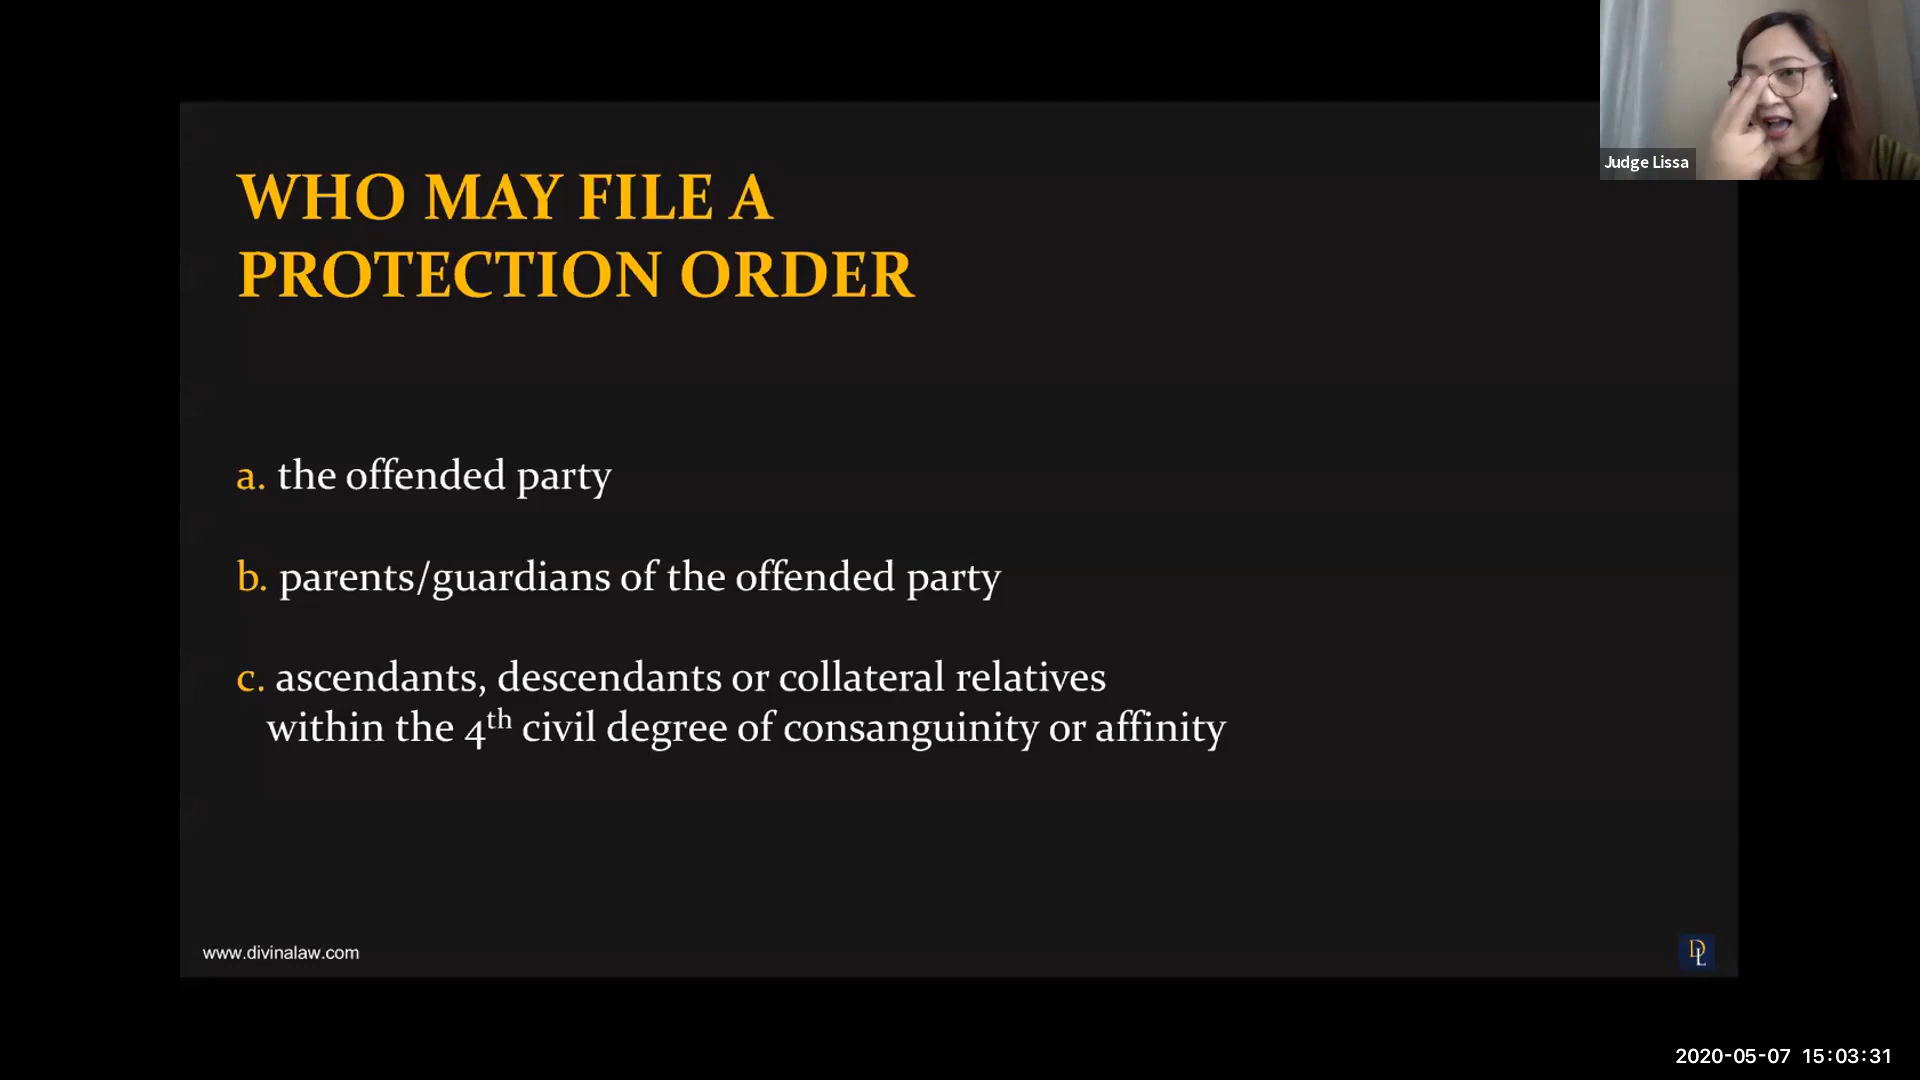 Judge Lissa
WHO MAY FILE A
PROTECTION ORDER
a. the offended party
b. parents/guardians of the offended party
c. ascendants, descendants or collateral relatives
within the 4th civil degree of consanguinity or affinity
www.divinalaw.com
DL
2020-05-07 15:03:31